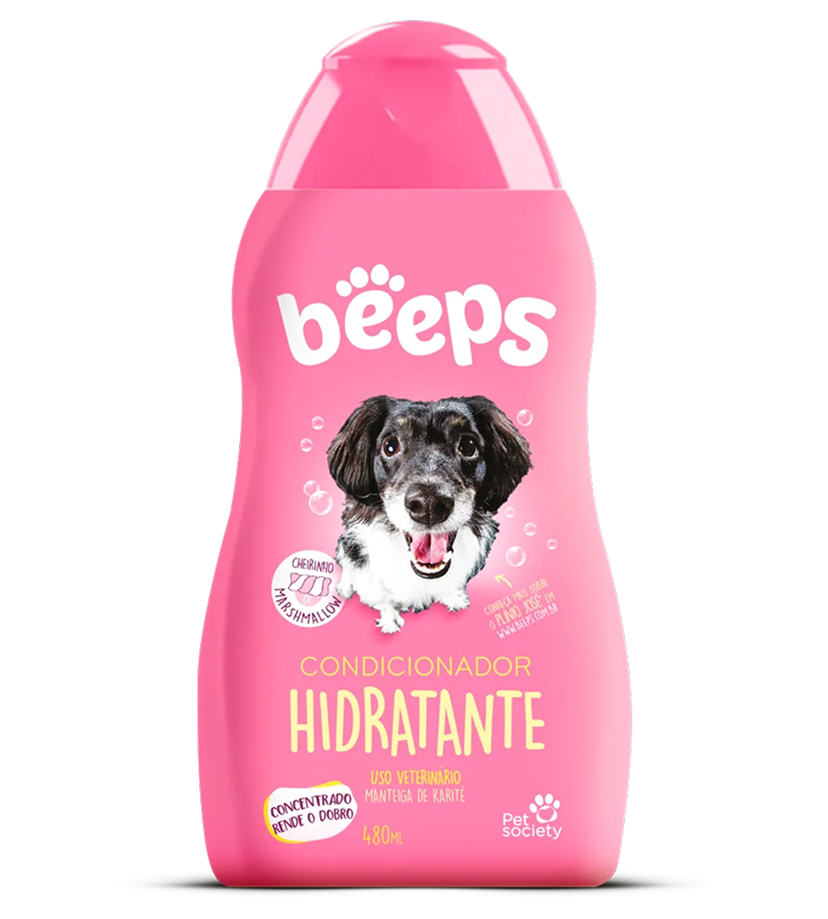 beeps
CHEIRINHO
MARSHMALLOW
CONHEÇA MAIS SOBRE
O PLINIO JOSÉ EM
WWW.BEEPS.COM.BR
CONDICIONADOR
HIDRATANTE
USO VETERINÁRIO
MANTEIGA DE KARITÉ
CONCENTRADO
RENDE O DOBRO
480ML
Pet
society